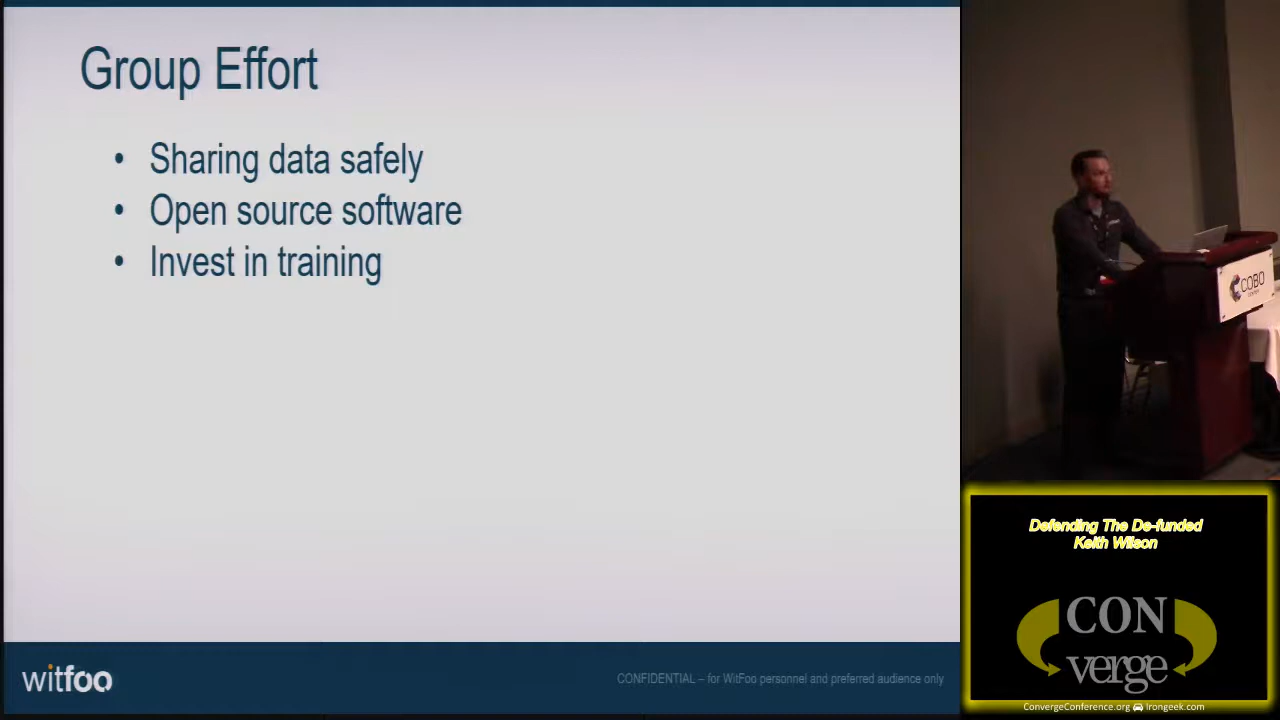 Group Effort
• Sharing data safely
• Open source software
• Invest in training
witfoo
CONFIDENTIAL – for WitFoo personnel and preferred audience only
COBO
Defending The De-funded
Keith Wilson
CON
verge
ConvergeConference.org Irongeek.com